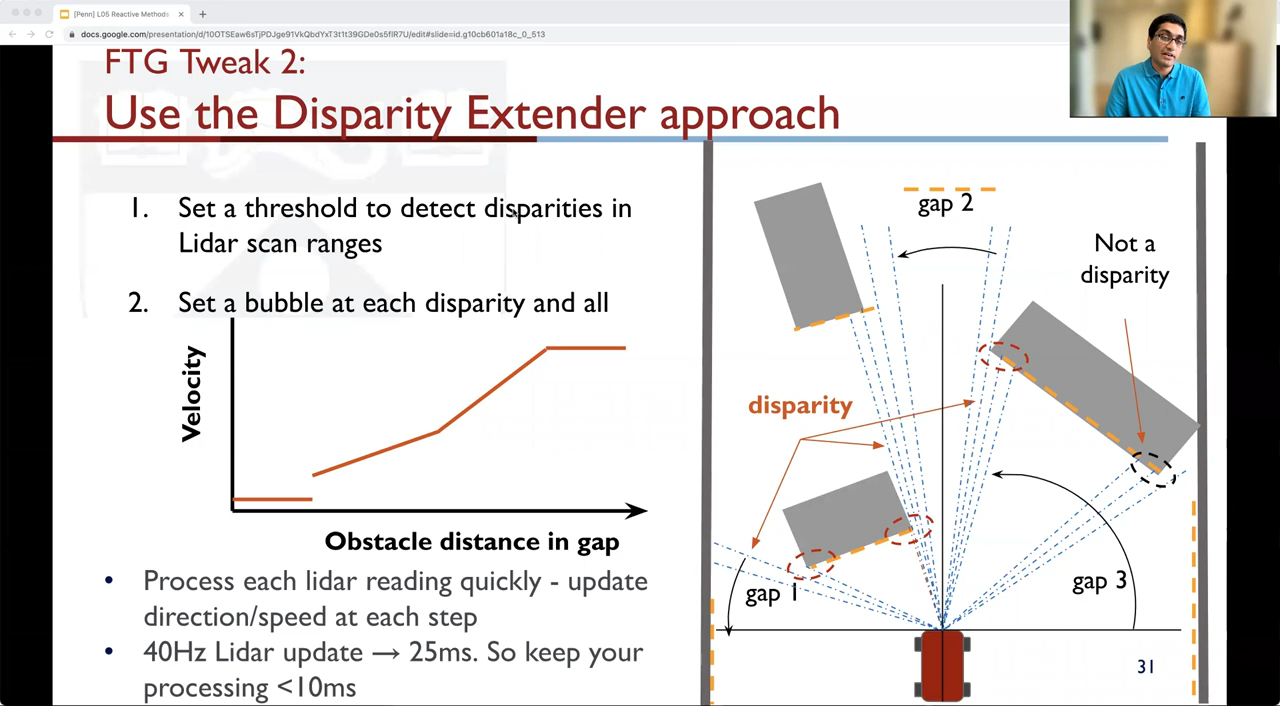 [Penn] L05 Reactive Methods
docs.google.com/presentation/d/10OTSEaw6sTjPDJge91VkQbdYxT3t1t39GDe0s5flR7U/edit#slide=id.g10cb601a18c_0_513
FTG Tweak 2:
Use the Disparity Extender approach
1. Set a threshold to detect disparities in
Lidar scan ranges
2. Set a bubble at each disparity and all
Velocity
Obstacle distance in gap
• Process each lidar reading quickly - update
direction/speed at each step
• 40Hz Lidar update → 25ms. So keep your
processing <10ms
gap 2
Not a
disparity
disparity
gap 1
gap 3
31